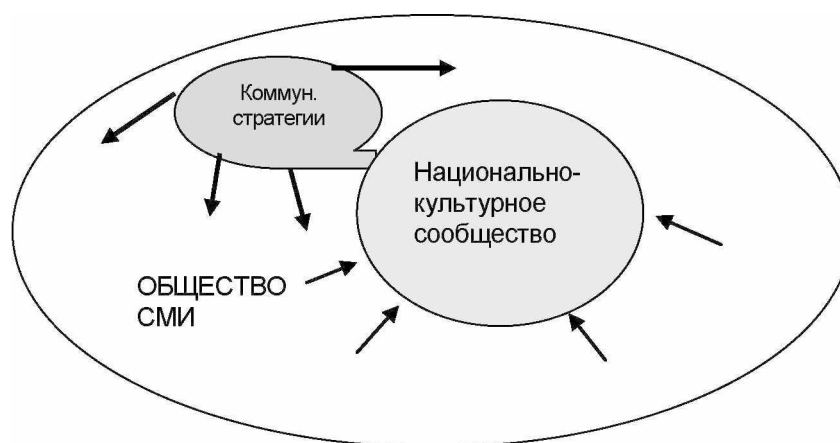 Коммун.
стратегии
Национально-
культурное
сообщество
ОБЩЕСТВО
СМИ